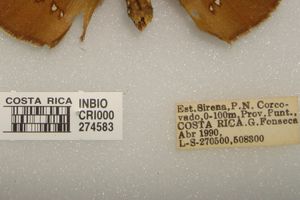 COSTA RICA
INBIO
CRI000
274583
Est. Sirena, P.N. Corco-
vado, 0-100m, Prov. Punt.,
COSTA RICA. G. Fonseca
Abr 1990.
L-S-270500,508300